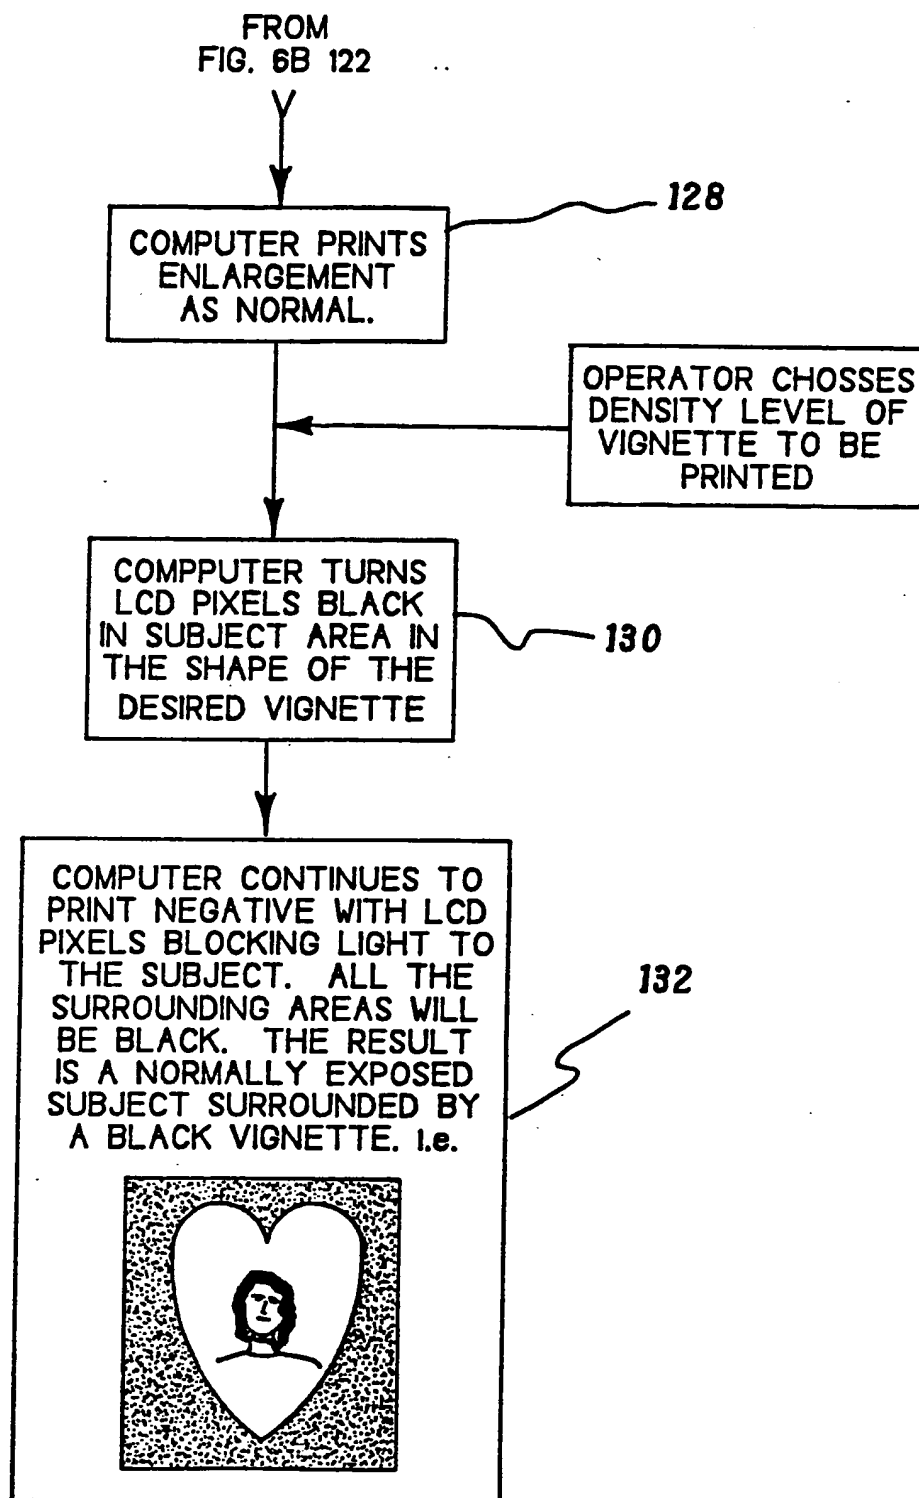 FROM
FIG. 6B 122
128
COMPUTER PRINTS
ENLARGEMENT
AS NORMAL.
OPERATOR CHOSSES
DENSITY LEVEL OF
VIGNETTE TO BE
PRINTED
COMPPUTER TURNS
LCD PIXELS BLACK
IN SUBJECT AREA IN
THE SHAPE OF THE
DESIRED VIGNETTE
130
COMPUTER CONTINUES TO
PRINT NEGATIVE WITH LCD
PIXELS BLOCKING LIGHT TO
THE SUBJECT. ALL THE
SURROUNDING AREAS WILL
BE BLACK. THE RESULT
IS A NORMALLY EXPOSED
SUBJECT SURROUNDED BY
A BLACK VIGNETTE. i.e.
132